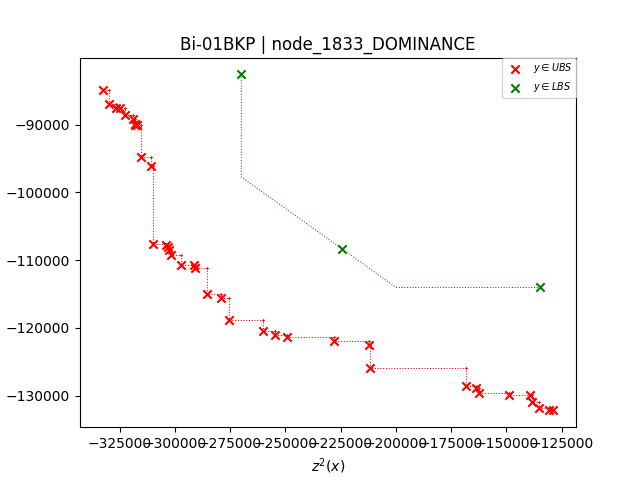 Bi-01BKP | node_1833_DOMINANCE
y ∈ UBS
y ∈ LBS
−90000
−100000
−110000
−120000
−130000
−325000 −300000 −275000 −250000 −225000 −200000 −175000 −150000 −125000
z²(x)